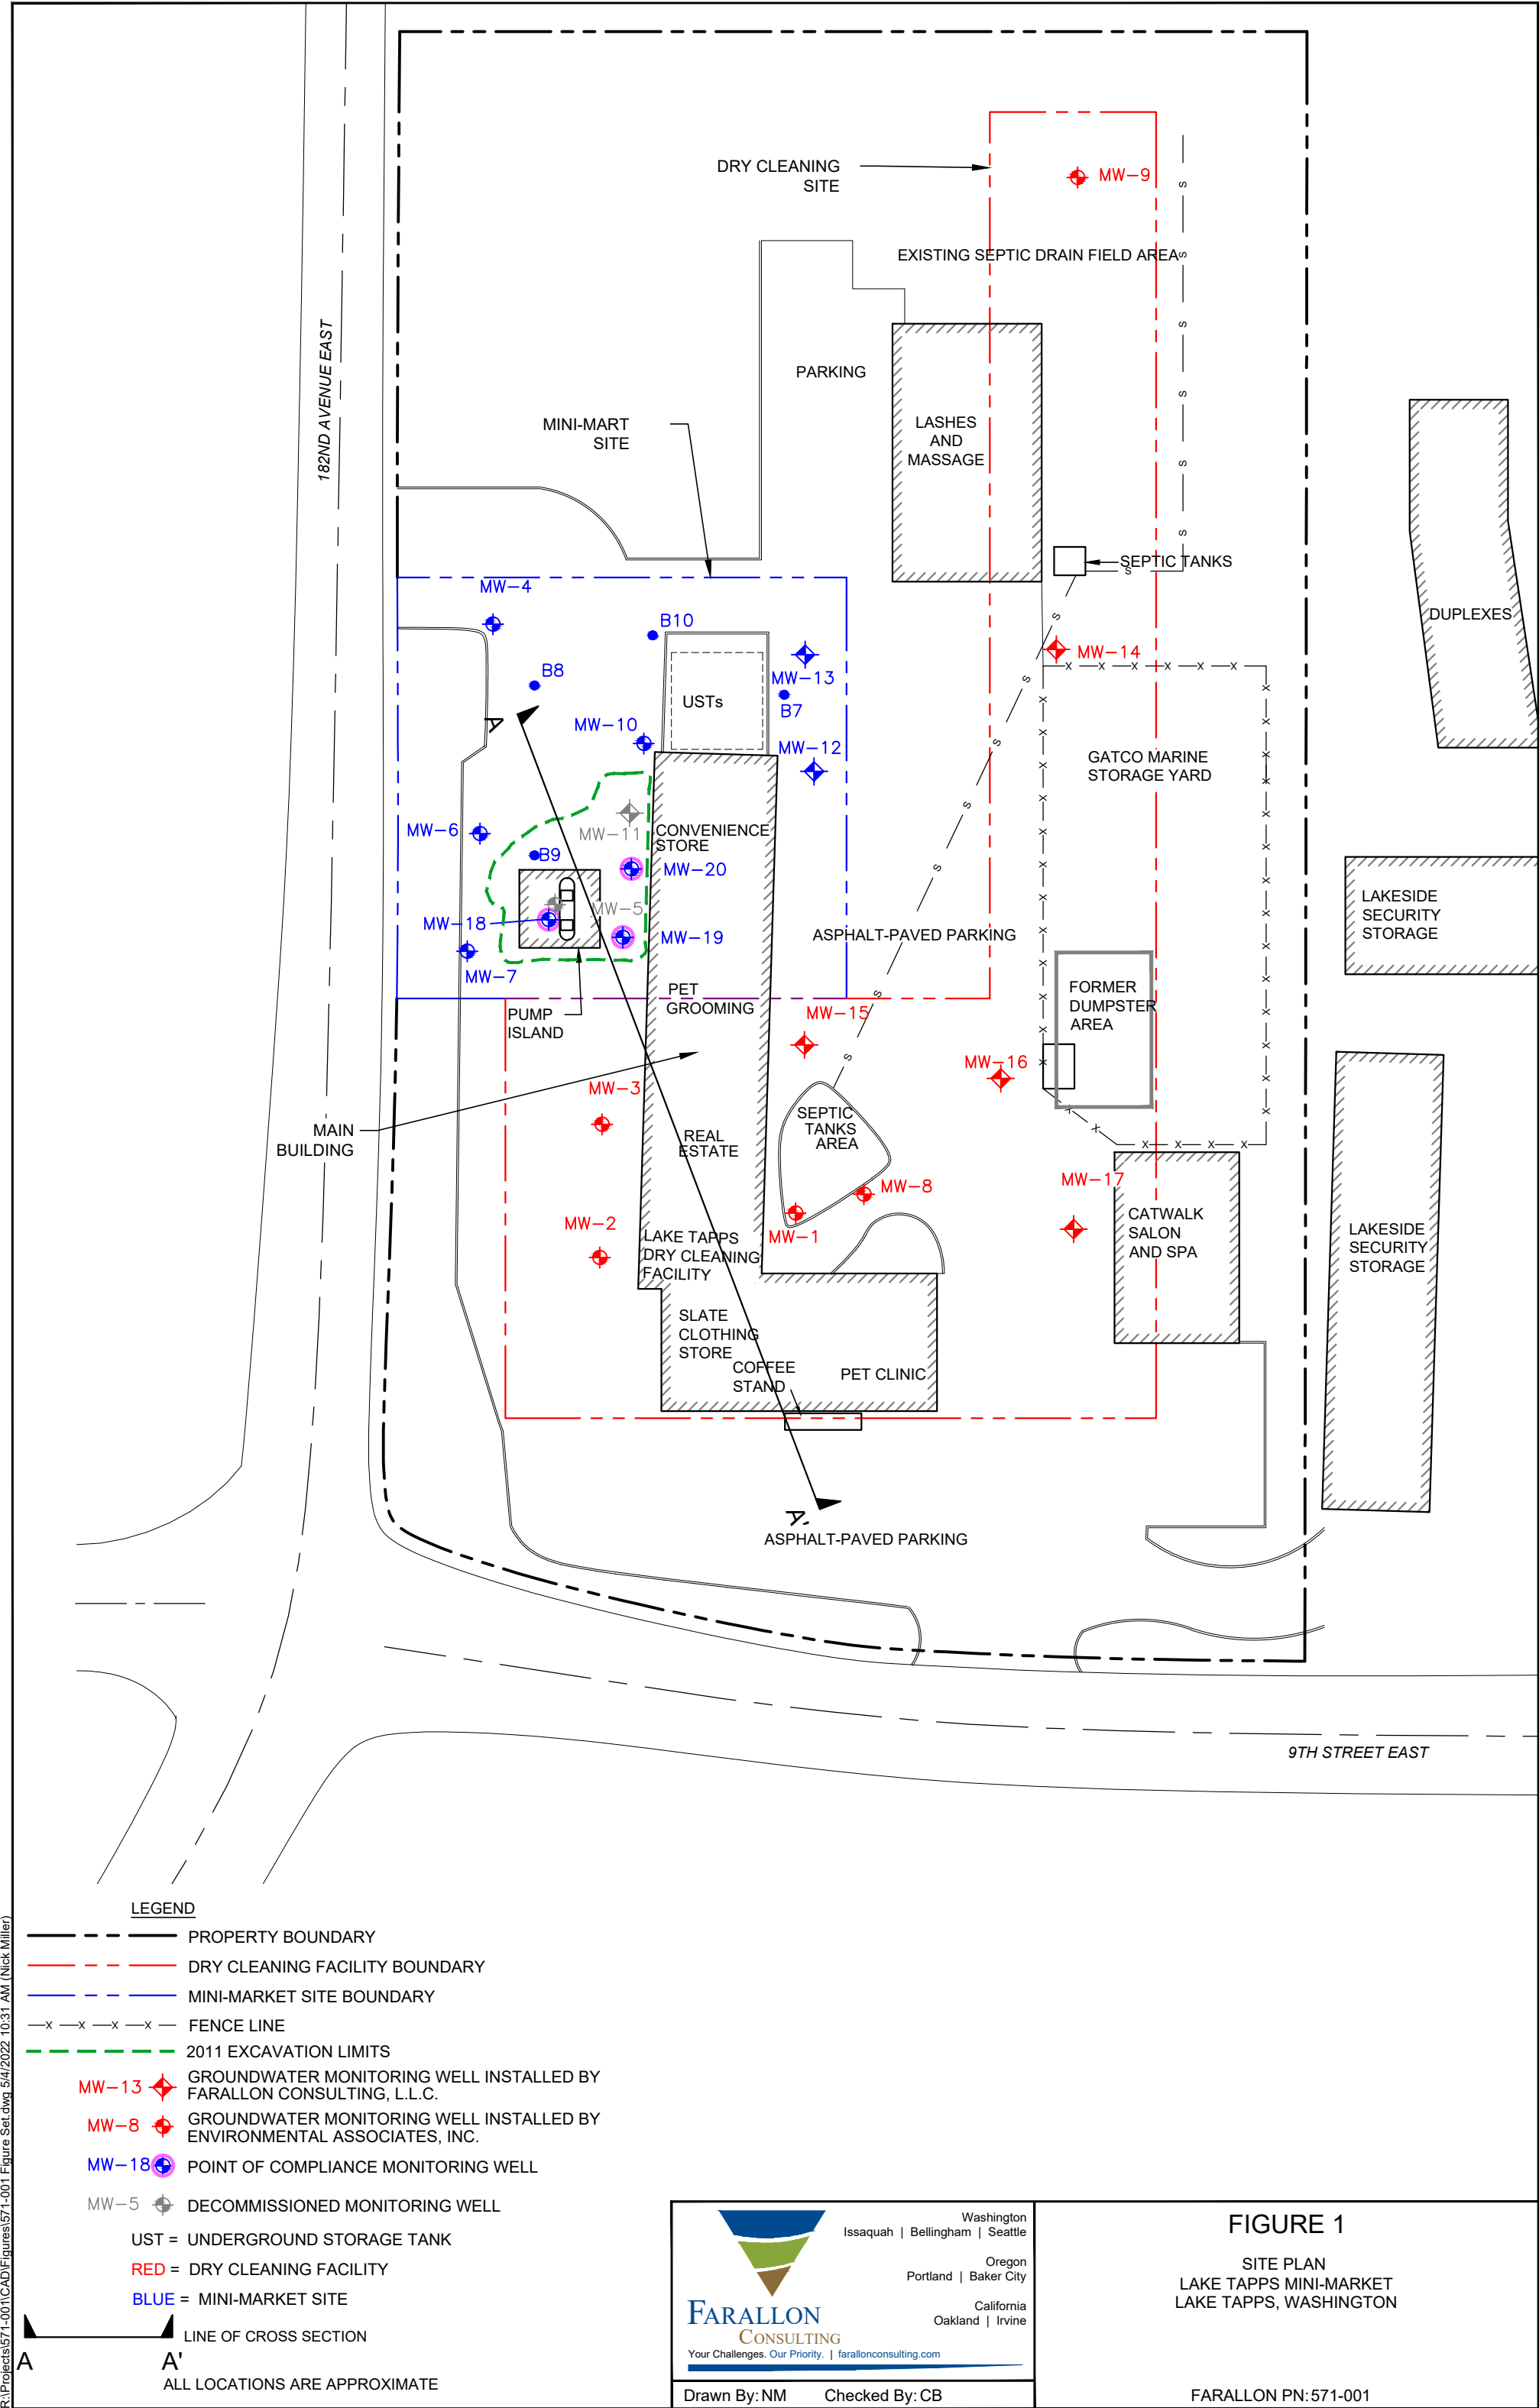 DRY CLEANING
SITE
MW-9
EXISTING SEPTIC DRAIN FIELD AREA
182ND AVENUE EAST
PARKING
MINI-MART
SITE
LASHES
AND
MASSAGE
SEPTIC TANKS
DUPLEXES
MW-4
B10
MW-14
B8
MW-13
USTs
B7
A
MW-10
MW-12
GATCO MARINE
STORAGE YARD
MW-6
MW-11
CONVENIENCE
STORE
B9
MW-20
MW-5
MW-18
MW-19
ASPHALT-PAVED PARKING
LAKESIDE
SECURITY
STORAGE
MW-7
PET
GROOMING
FORMER
DUMPSTER
AREA
PUMP
ISLAND
MW-15
MW-16
MW-3
MAIN
BUILDING
REAL
ESTATE
SEPTIC
TANKS
AREA
MW-8
MW-17
MW-2
MW-1
LAKE TAPPS
DRY CLEANING
FACILITY
CATWALK
SALON
AND SPA
LAKESIDE
SECURITY
STORAGE
SLATE
CLOTHING
STORE
COFFEE
STAND
PET CLINIC
A'
ASPHALT-PAVED PARKING
9TH STREET EAST
LEGEND
PROPERTY BOUNDARY
DRY CLEANING FACILITY BOUNDARY
MINI-MARKET SITE BOUNDARY
x x x x FENCE LINE
2011 EXCAVATION LIMITS
MW-13 GROUNDWATER MONITORING WELL INSTALLED BY
FARALLON CONSULTING, L.L.C.
MW-8 GROUNDWATER MONITORING WELL INSTALLED BY
ENVIRONMENTAL ASSOCIATES, INC.
MW-18 POINT OF COMPLIANCE MONITORING WELL
MW-5 DECOMMISSIONED MONITORING WELL
UST = UNDERGROUND STORAGE TANK
RED = DRY CLEANING FACILITY
BLUE = MINI-MARKET SITE
LINE OF CROSS SECTION
A A'
ALL LOCATIONS ARE APPROXIMATE
R:\Projects\571-001\CAD\Figures\571-001 Figure Set.dwg 5/4/2022 10:31 AM (Nick Miller)
Washington
Issaquah | Bellingham | Seattle
Oregon
Portland | Baker City
California
Oakland | Irvine
FARALLON
CONSULTING
Your Challenges. Our Priority. | farallonconsulting.com
Drawn By: NM Checked By: CB
FIGURE 1
SITE PLAN
LAKE TAPPS MINI-MARKET
LAKE TAPPS, WASHINGTON
FARALLON PN: 571-001